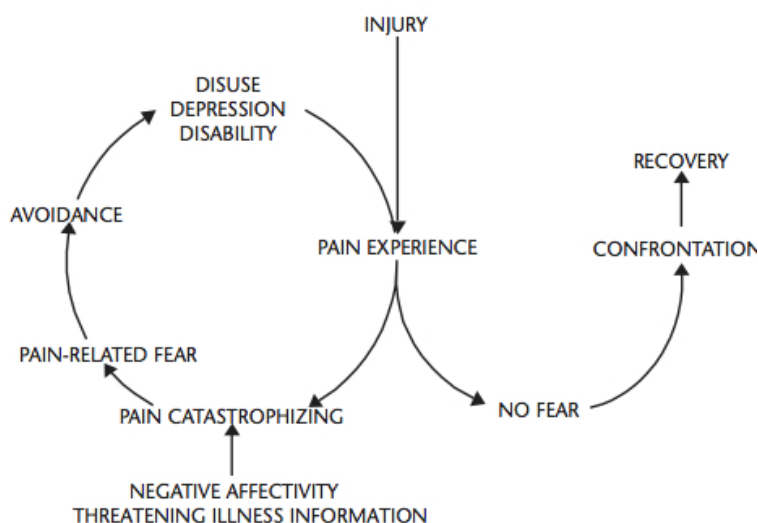 INJURY
DISUSE
DEPRESSION
DISABILITY
RECOVERY
AVOIDANCE
PAIN EXPERIENCE
CONFRONTATION
PAIN-RELATED FEAR
PAIN CATASTROPHIZING
NO FEAR
NEGATIVE AFFECTIVITY
THREATENING ILLNESS INFORMATION